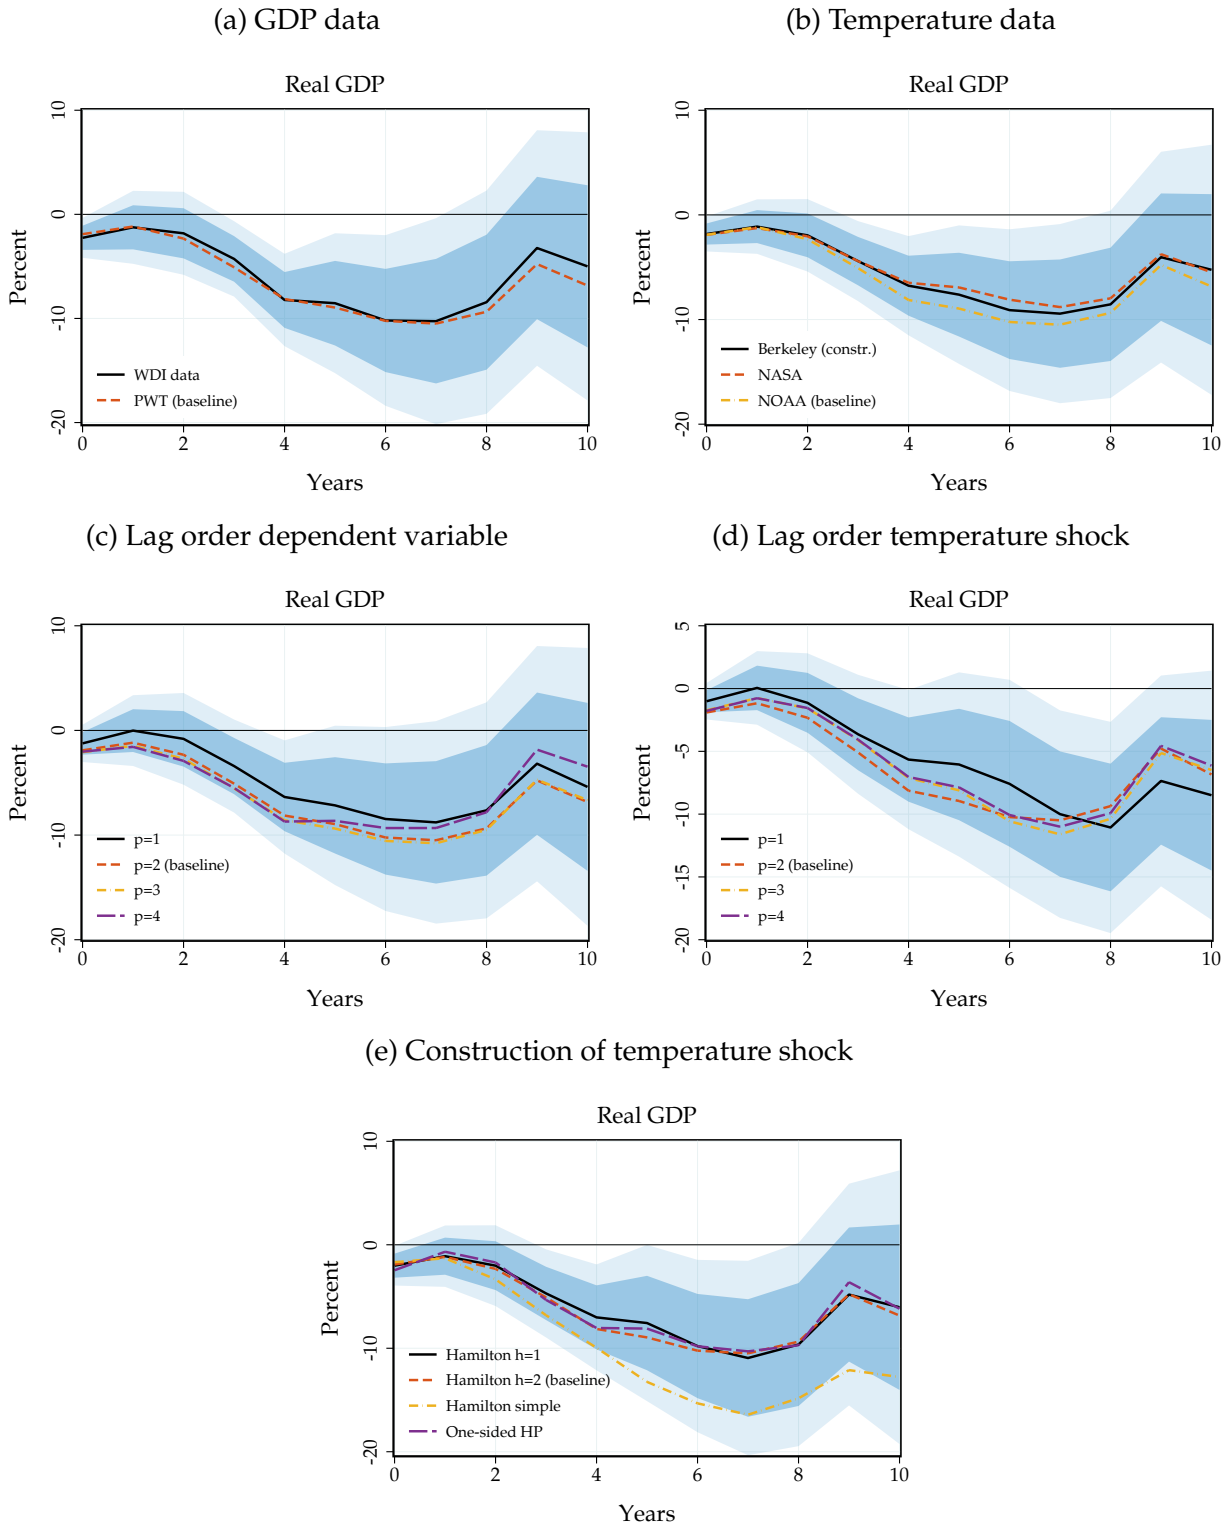 (a) GDP data
Real GDP
10
0
-10
-20
Percent
WDI data
PWT (baseline)
0 2 4 6 8 10
Years
(b) Temperature data
Real GDP
10
0
-10
-20
Percent
Berkeley (constr.)
NASA
NOAA (baseline)
0 2 4 6 8 10
Years
(c) Lag order dependent variable
Real GDP
10
0
-10
-20
Percent
p=1
p=2 (baseline)
p=3
p=4
0 2 4 6 8 10
Years
(d) Lag order temperature shock
Real GDP
5
0
-5
-10
-15
-20
Percent
p=1
p=2 (baseline)
p=3
p=4
0 2 4 6 8 10
Years
(e) Construction of temperature shock
Real GDP
10
0
-10
-20
Percent
Hamilton h=1
Hamilton h=2 (baseline)
Hamilton simple
One-sided HP
0 2 4 6 8 10
Years